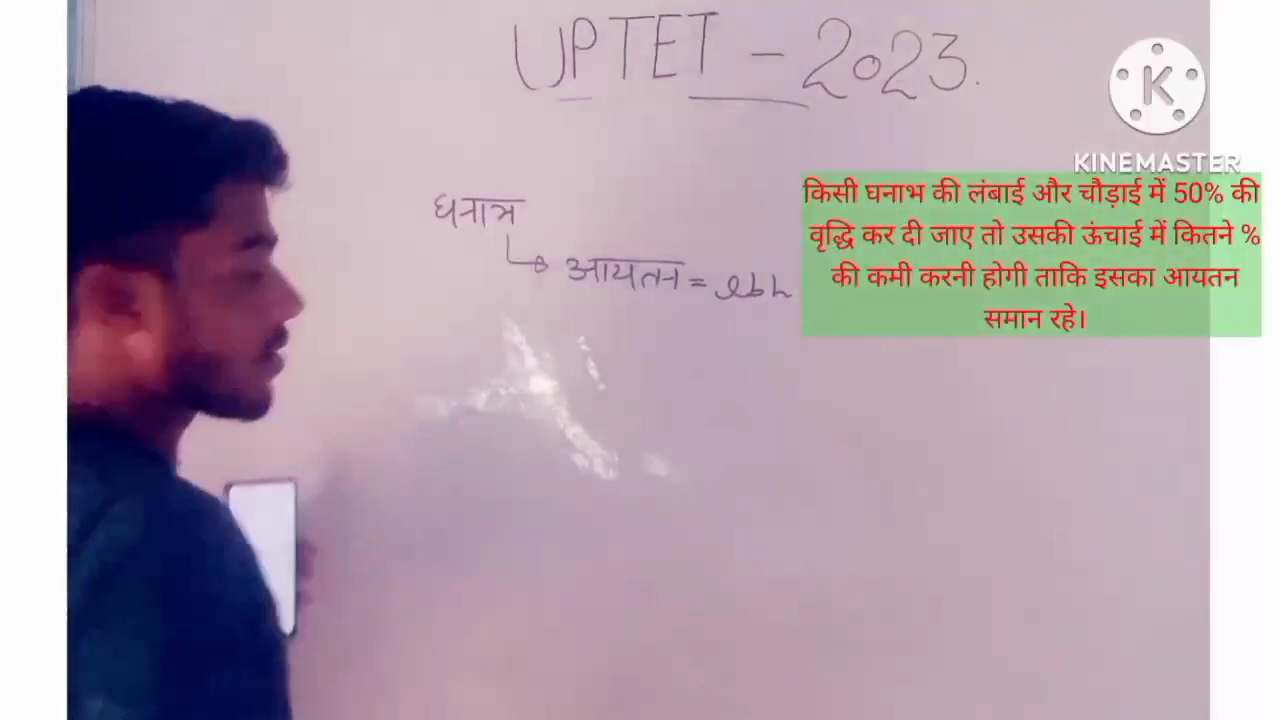 UPTET - 2023.
KINEMASTER
किसी घनाभ की लंबाई और चौड़ाई में 50% की
वृद्धि कर दी जाए तो उसकी ऊंचाई में कितने %
की कमी करनी होगी ताकि इसका आयतन
समान रहे।
घनाभ
आयतन = lbh